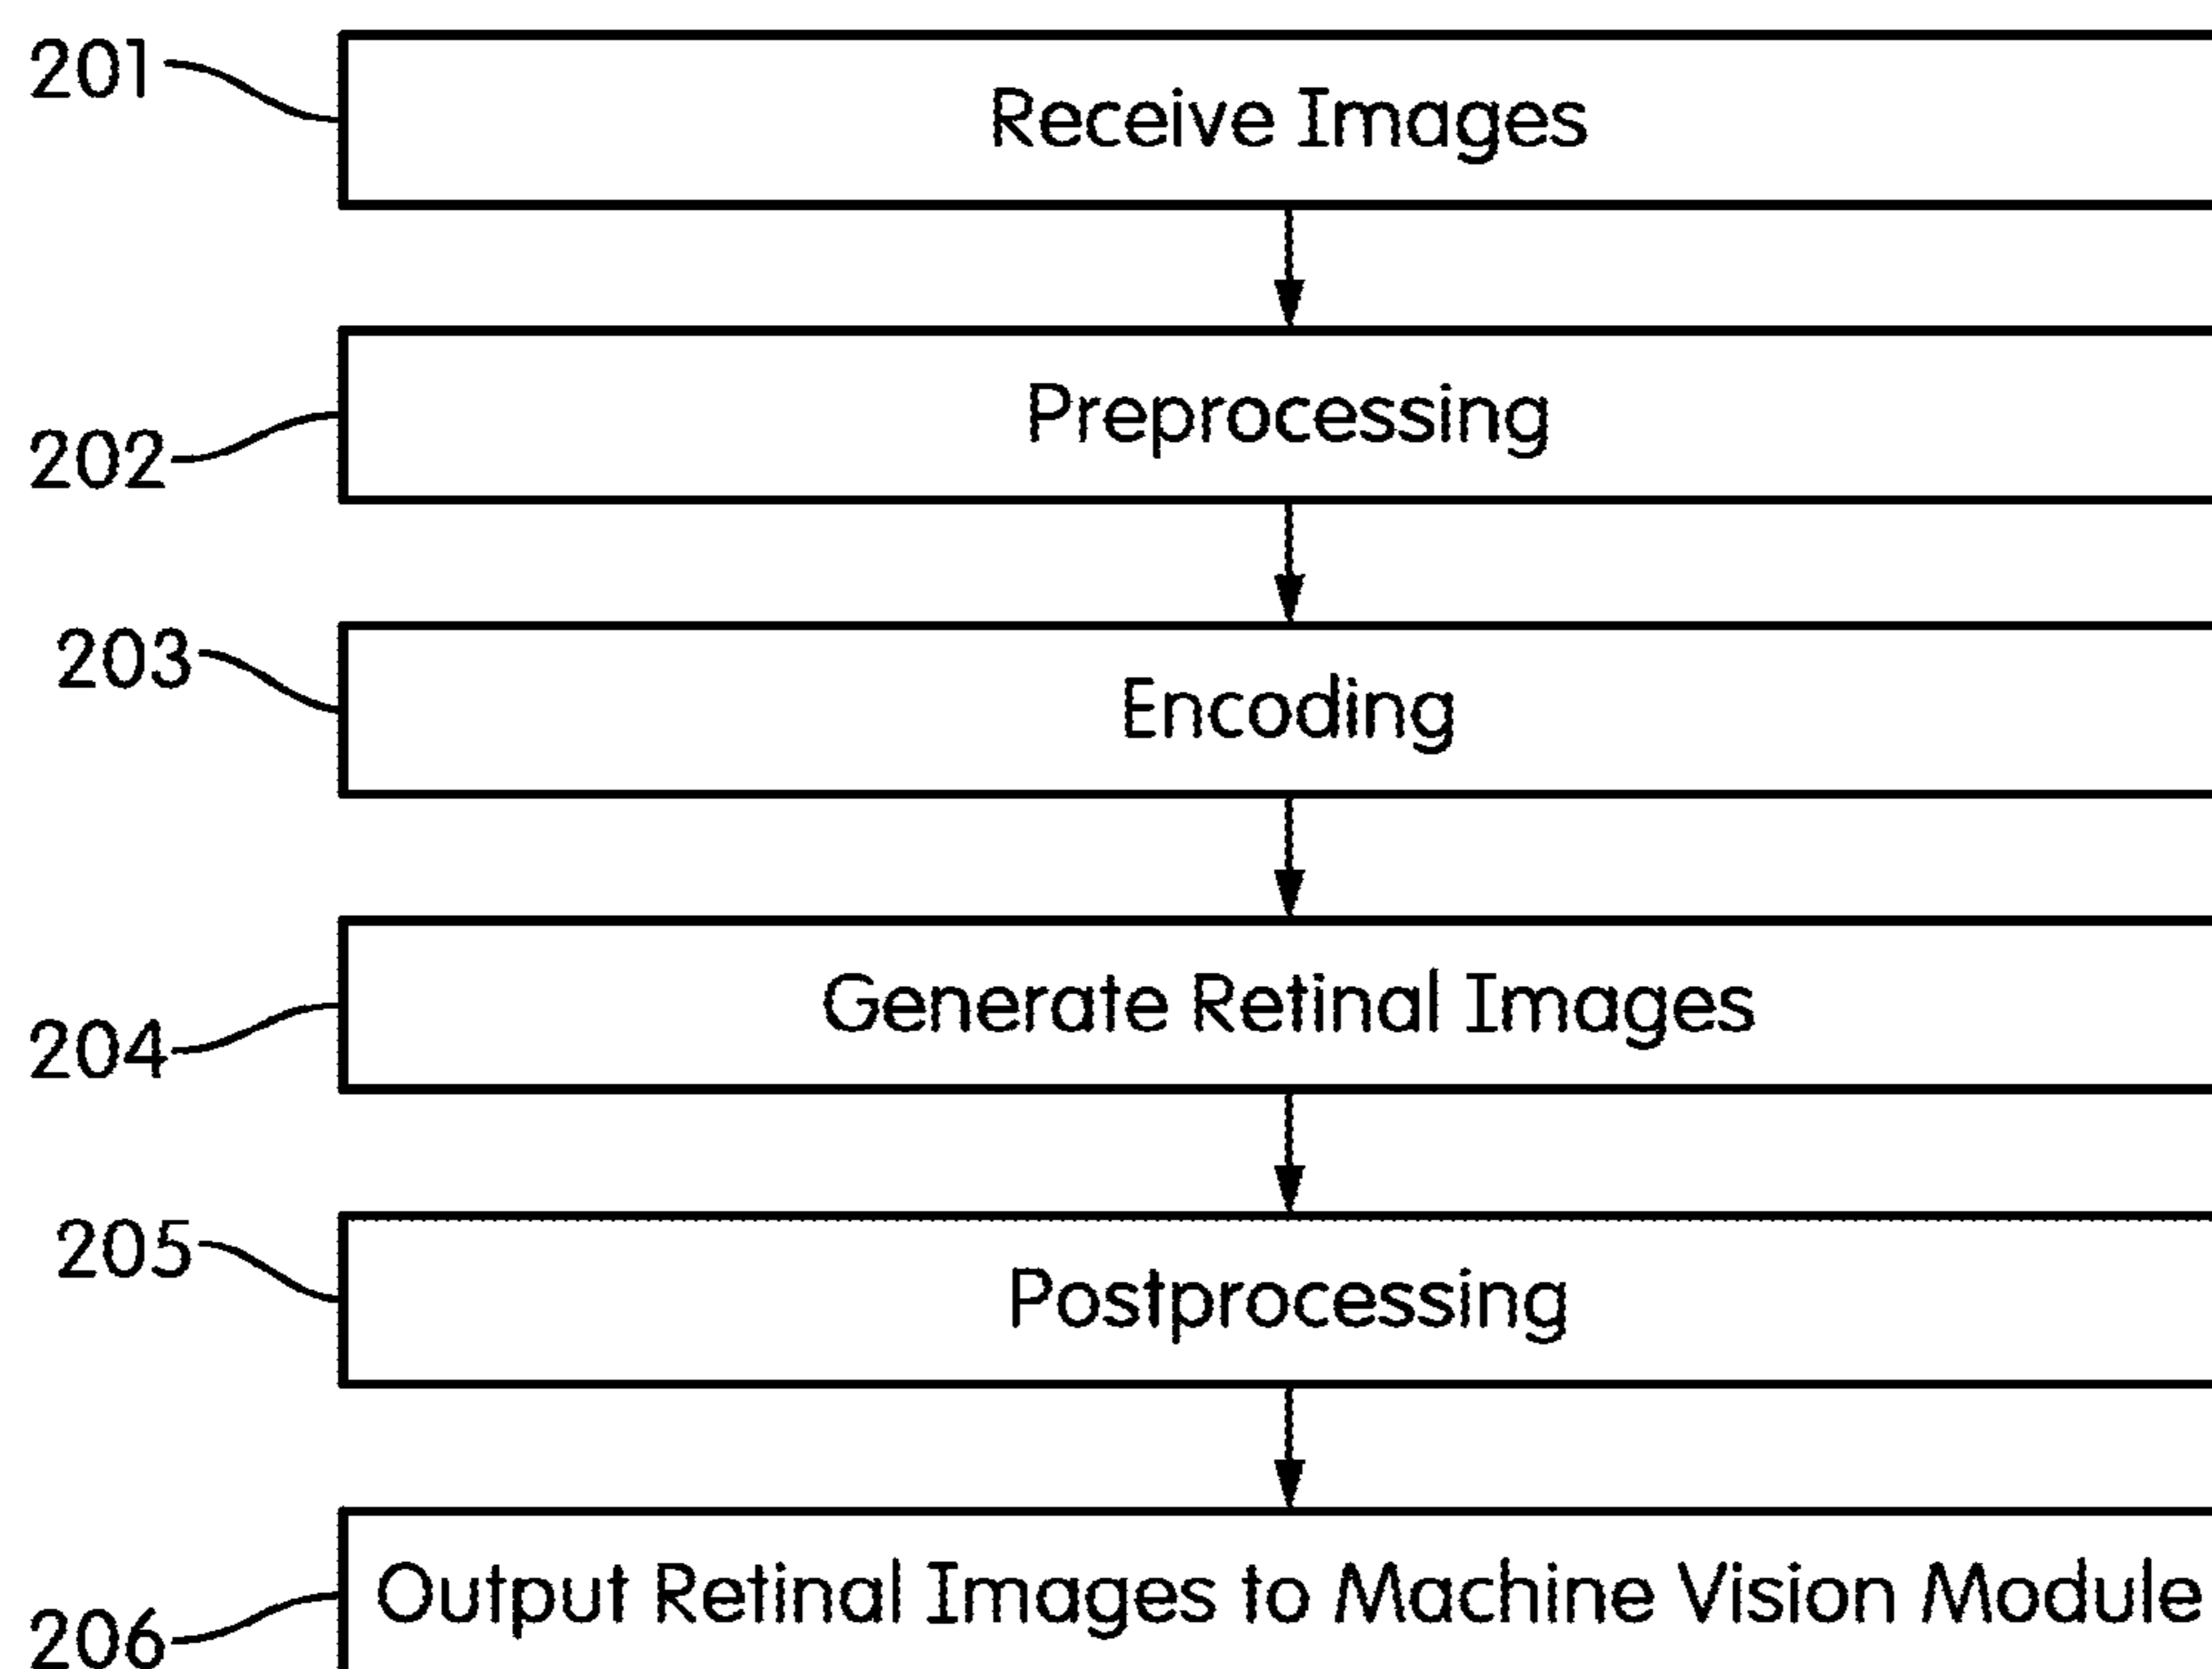 201
Receive Images
Preprocessing
202
203
Encoding
Generate Retinal Images
204
205
Postprocessing
Output Retinal Images to Machine Vision Module
206